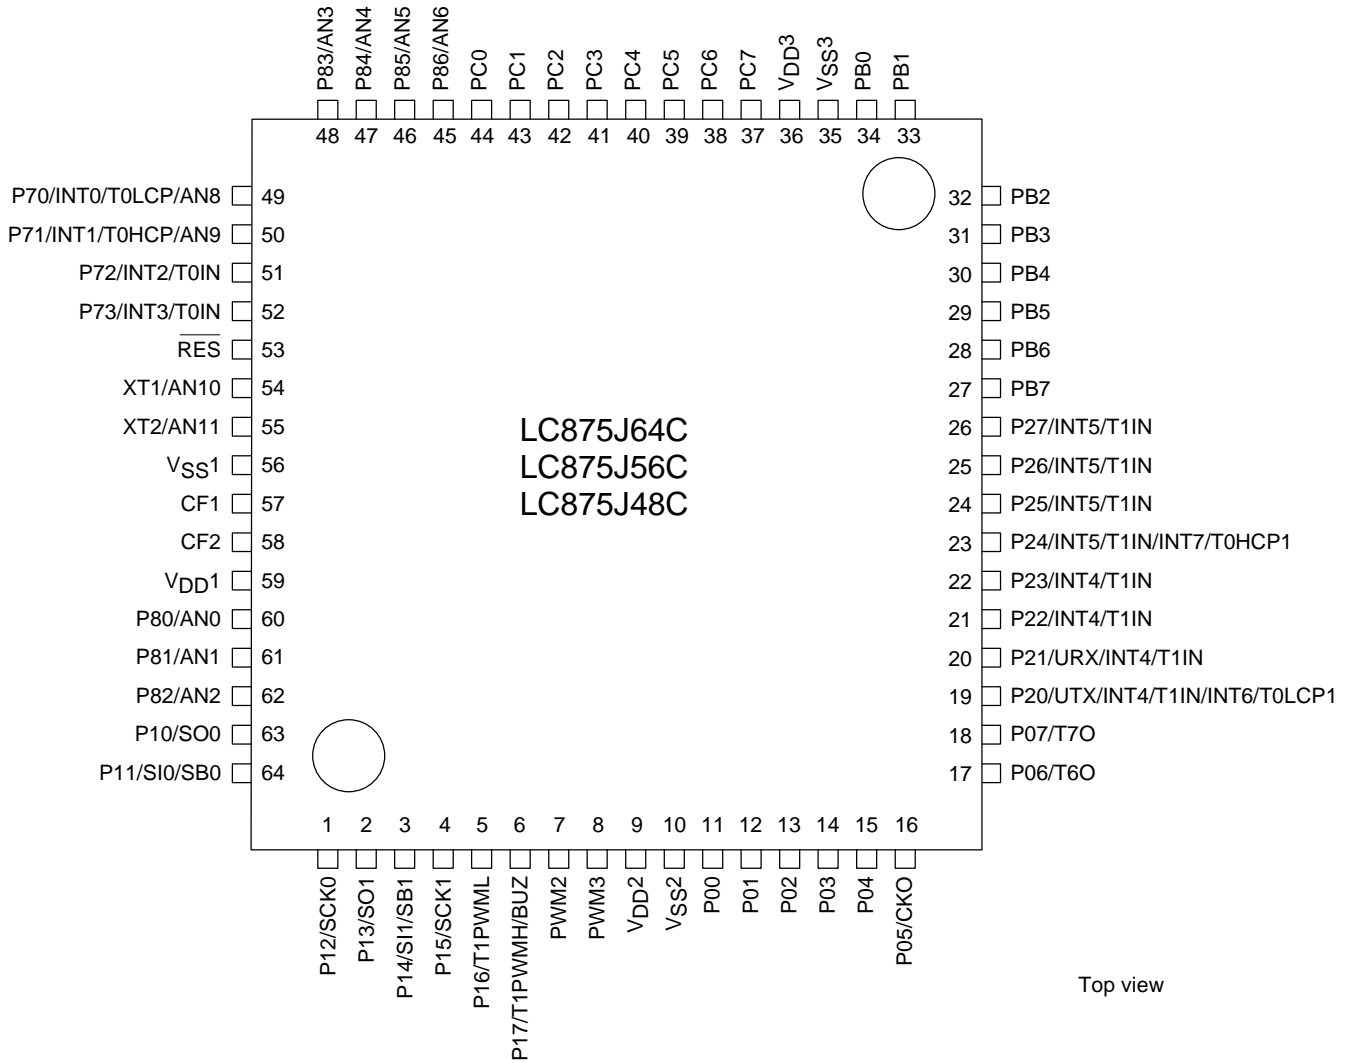 P83/AN3
P84/AN4
P85/AN5
P86/AN6
PC0
PC1
PC2
PC3
PC4
PC5
PC6
PC7
VDD3
VSS3
PB0
PB1
48 47 46 45 44 43 42 41 40 39 38 37 36 35 34 33
P70/INT0/T0LCP/AN8 49
P71/INT1/T0HCP/AN9 50
P72/INT2/T0IN 51
P73/INT3/T0IN 52
RES 53
XT1/AN10 54
XT2/AN11 55
VSS1 56
CF1 57
CF2 58
VDD1 59
P80/AN0 60
P81/AN1 61
P82/AN2 62
P10/SO0 63
P11/SI0/SB0 64
LC875J64C
LC875J56C
LC875J48C
32 PB2
31 PB3
30 PB4
29 PB5
28 PB6
27 PB7
26 P27/INT5/T1IN
25 P26/INT5/T1IN
24 P25/INT5/T1IN
23 P24/INT5/T1IN/INT7/T0HCP1
22 P23/INT4/T1IN
21 P22/INT4/T1IN
20 P21/URX/INT4/T1IN
19 P20/UTX/INT4/T1IN/INT6/T0LCP1
18 P07/T7O
17 P06/T6O
1 2 3 4 5 6 7 8 9 10 11 12 13 14 15 16
P12/SCK0
P13/SO1
P14/SI1/SB1
P15/SCK1
P16/T1PWML
P17/T1PWMH/BUZ
PWM2
PWM3
VDD2
VSS2
P00
P01
P02
P03
P04
P05/CKO
Top view